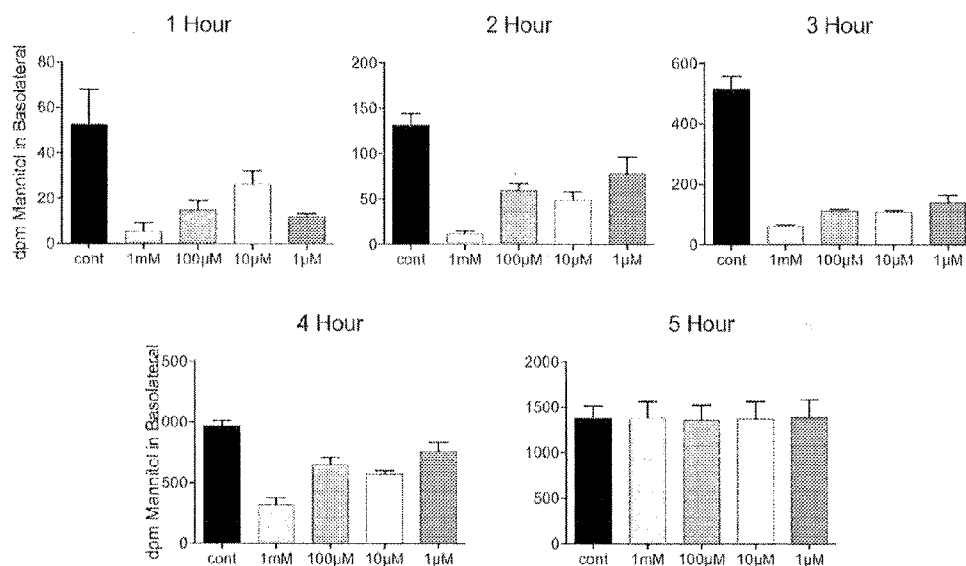 1 Hour
dpm Mannitol in Basolateral
80
60
40
20
0
cont 1mM 100µM 10µM 1µM
2 Hour
200
150
100
50
0
cont 1mM 100µM 10µM 1µM
3 Hour
600
400
200
0
cont 1mM 100µM 10µM 1µM
4 Hour
dpm Mannitol in Basolateral
500
000
500
0
cont 1mM 100µM 10µM 1µM
5 Hour
2000
1500
1000
500
0
cont 1mM 100µM 10µM 1µM